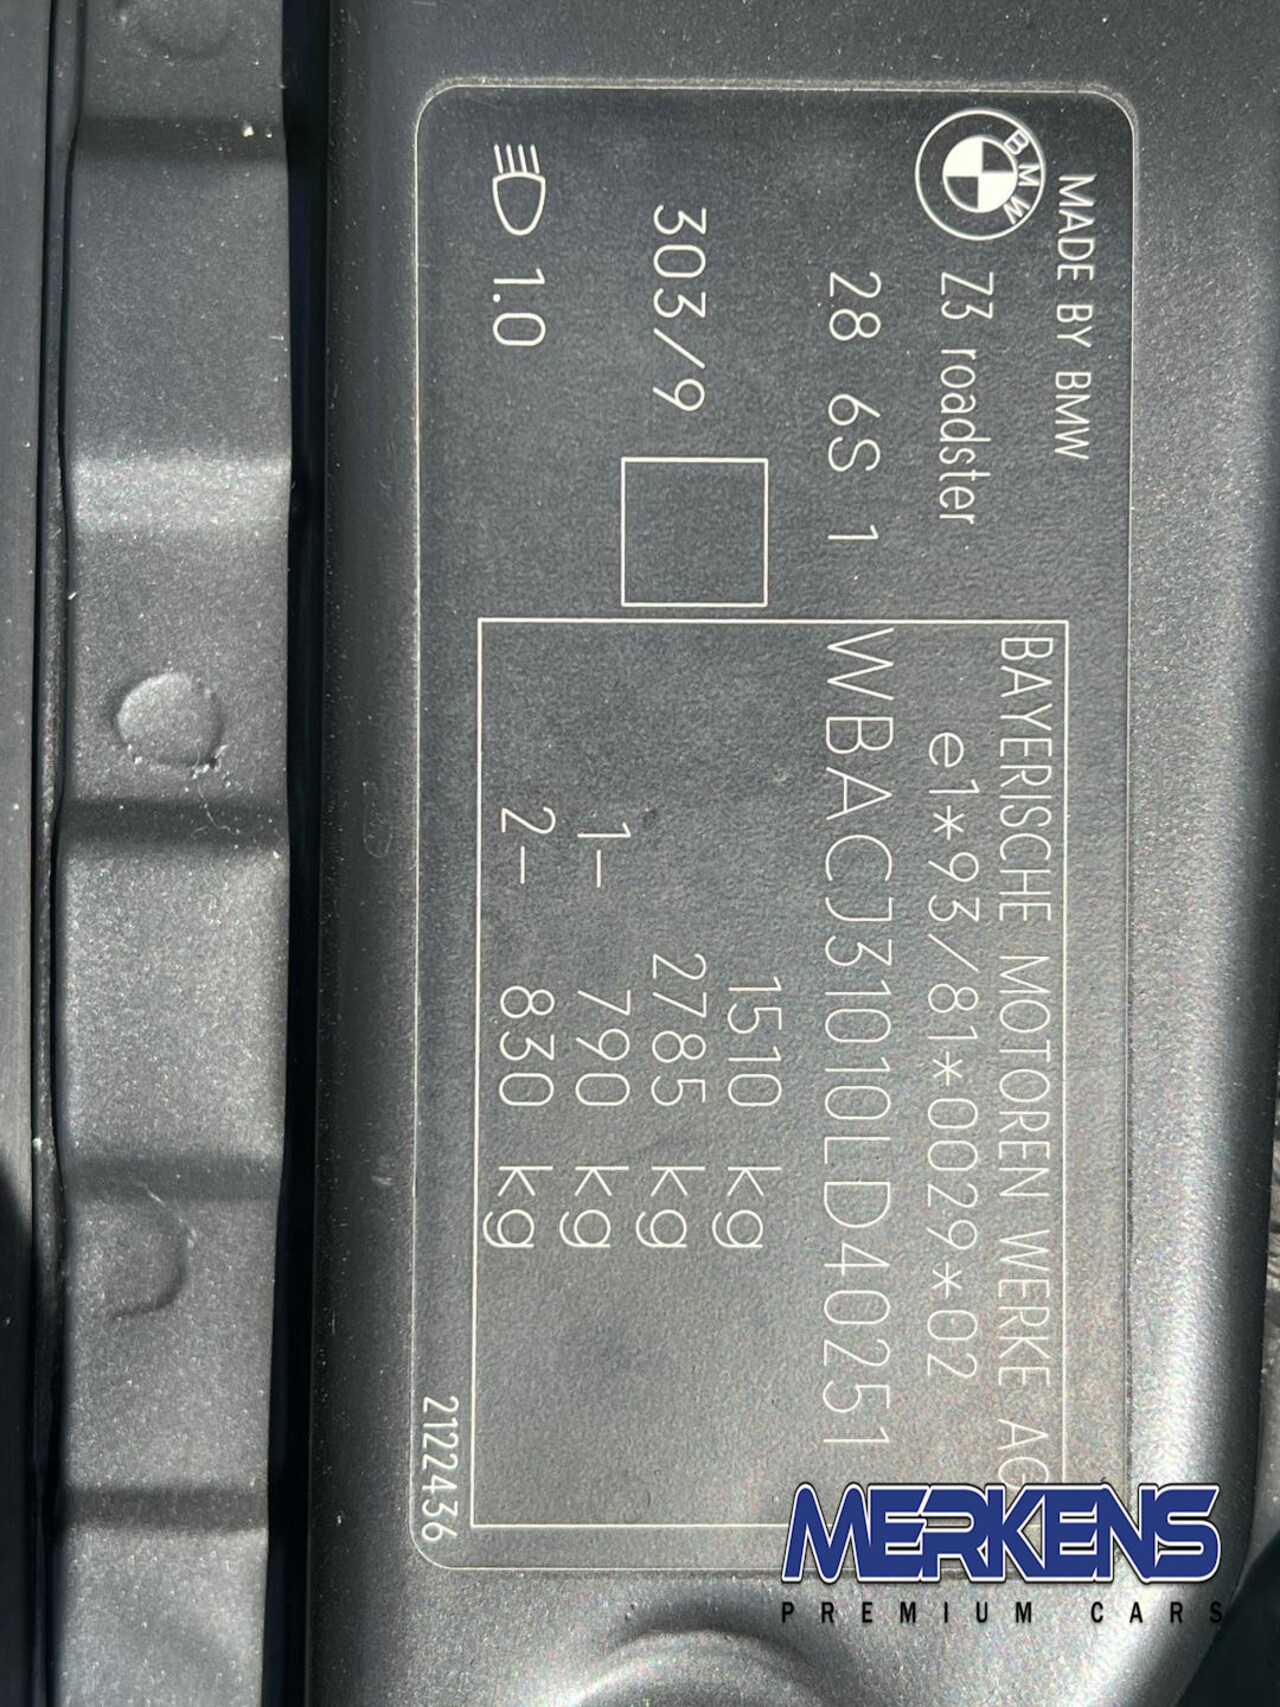 MADE BY BMW
BMW
Z3 roadster
28 6S 1
303/9
1.0
BAYERISCHE MOTOREN WERKE AG
e1*93/81*0029*02
WBACJ31010LD40251
1510 kg
2785 kg
1- 790 kg
2- 830 kg
2122436
MERKENS
PREMIUM CARS